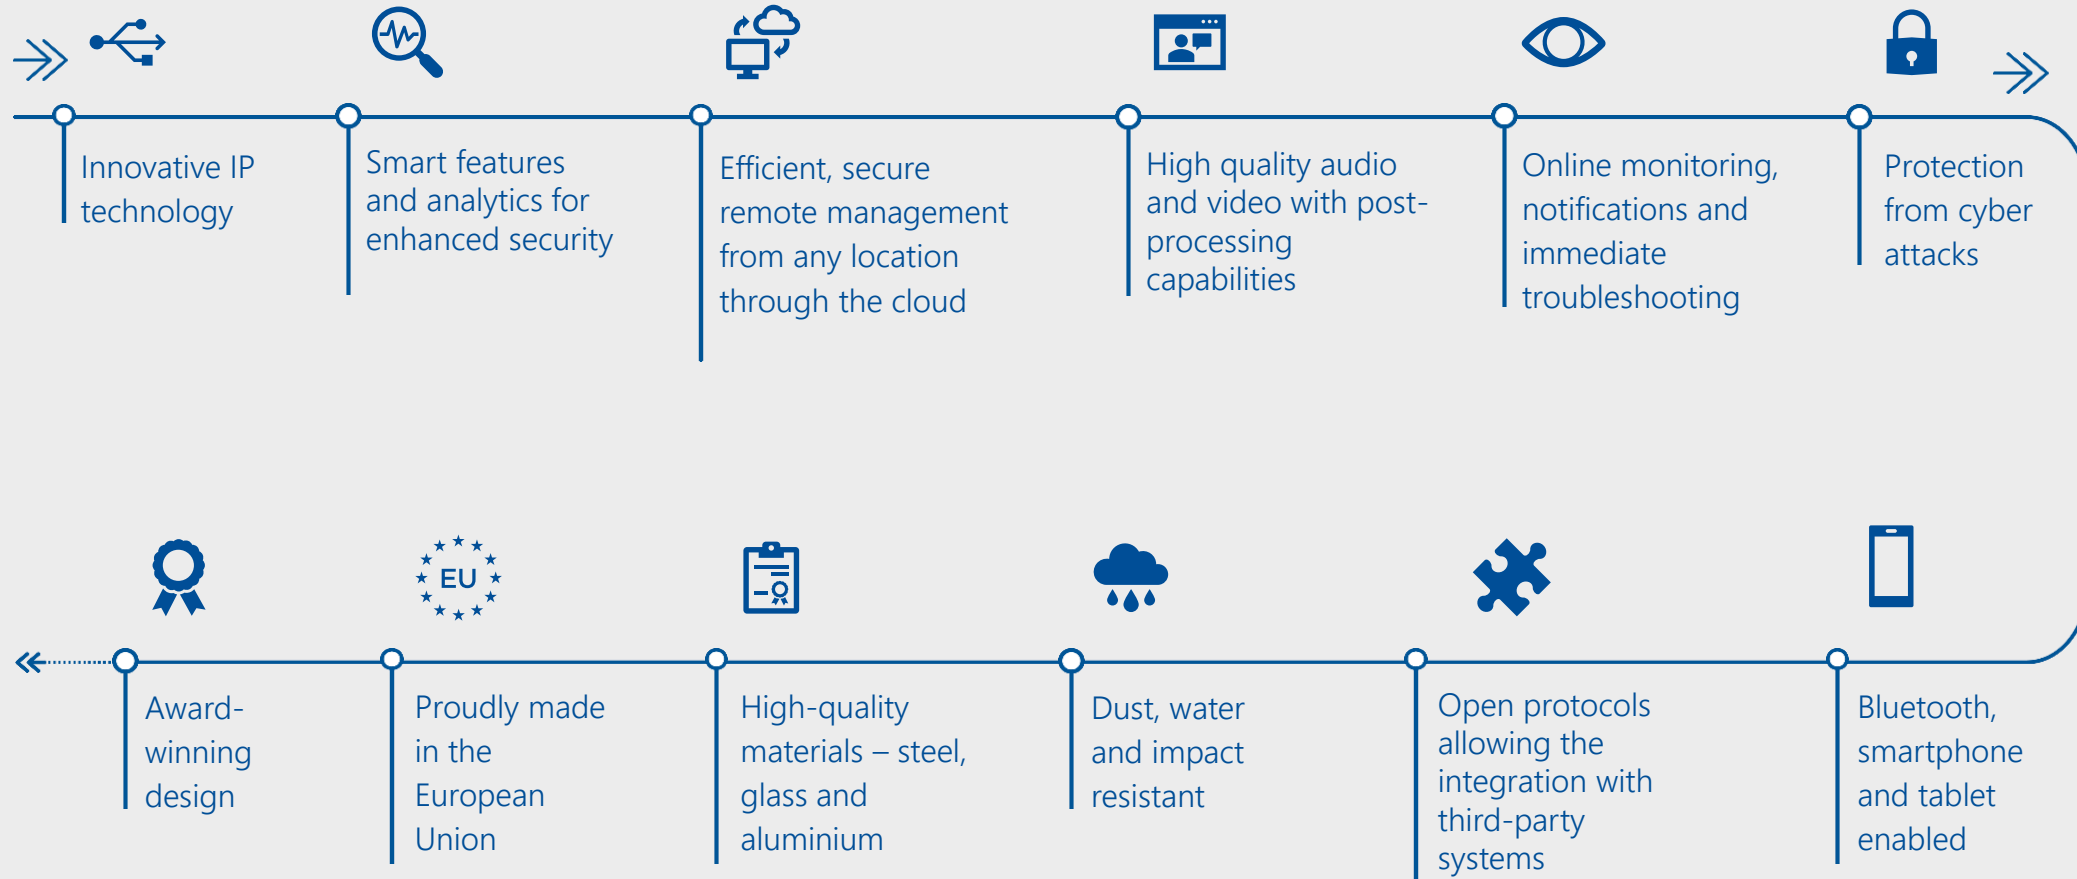 Innovative IP
technology
Smart features
and analytics for
enhanced security
Efficient, secure
remote management
from any location
through the cloud
High quality audio
and video with post-
processing
capabilities
Online monitoring,
notifications and
immediate
troubleshooting
Protection
from cyber
attacks
EU
Award-
winning
design
Proudly made
in the
European
Union
High-quality
materials – steel,
glass and
aluminium
Dust, water
and impact
resistant
Open protocols
allowing the
integration with
third-party
systems
Bluetooth,
smartphone
and tablet
enabled